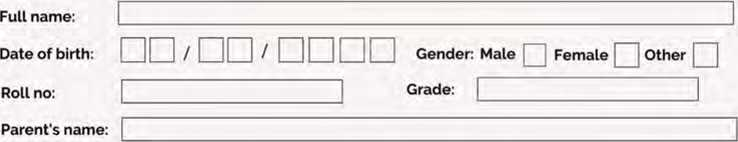 Full name:
Date of birth: / / Gender: Male Female Other
Roll no: Grade:
Parent's name: